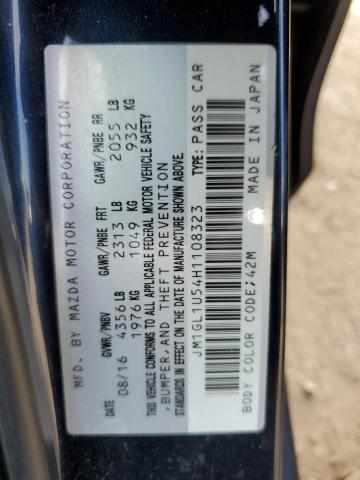 MFD. BY MAZDA MOTOR CORPORATION
GVWR/PNBV GAWR/PNBE FRT GAWR/PNBE RR
08/16 4356 LB 2313 LB 2055 LB
1976 KG 1049 KG 932 KG
THIS VEHICLE CONFORMS TO ALL APPLICABLE FEDERAL MOTOR VEHICLE SAFETY
STANDARDS IN EFFECT ON THE DATE OF MANUFACTURE SHOWN ABOVE.
BUMPER, AND THEFT PREVENTION
JM1GL1U54H1108323 TYPE: PASS CAR
BODY COLOR CODE;42M MADE IN JAPAN